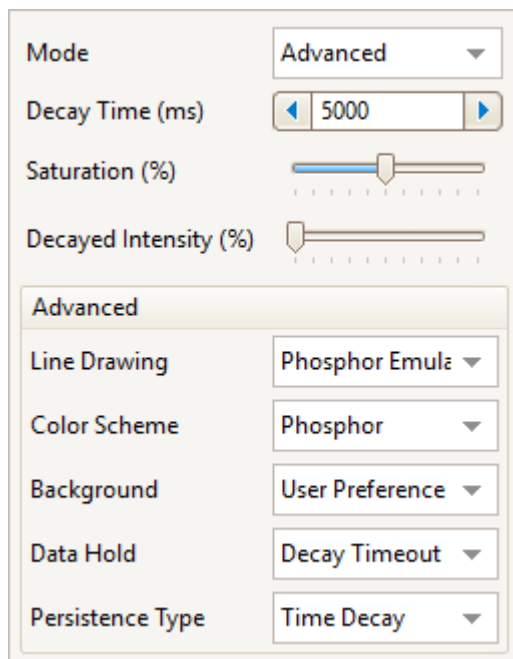 Mode Advanced
Decay Time (ms) 5000
Saturation (%)
Decayed Intensity (%)
Advanced
Line Drawing Phosphor Emula
Color Scheme Phosphor
Background User Preference
Data Hold Decay Timeout
Persistence Type Time Decay